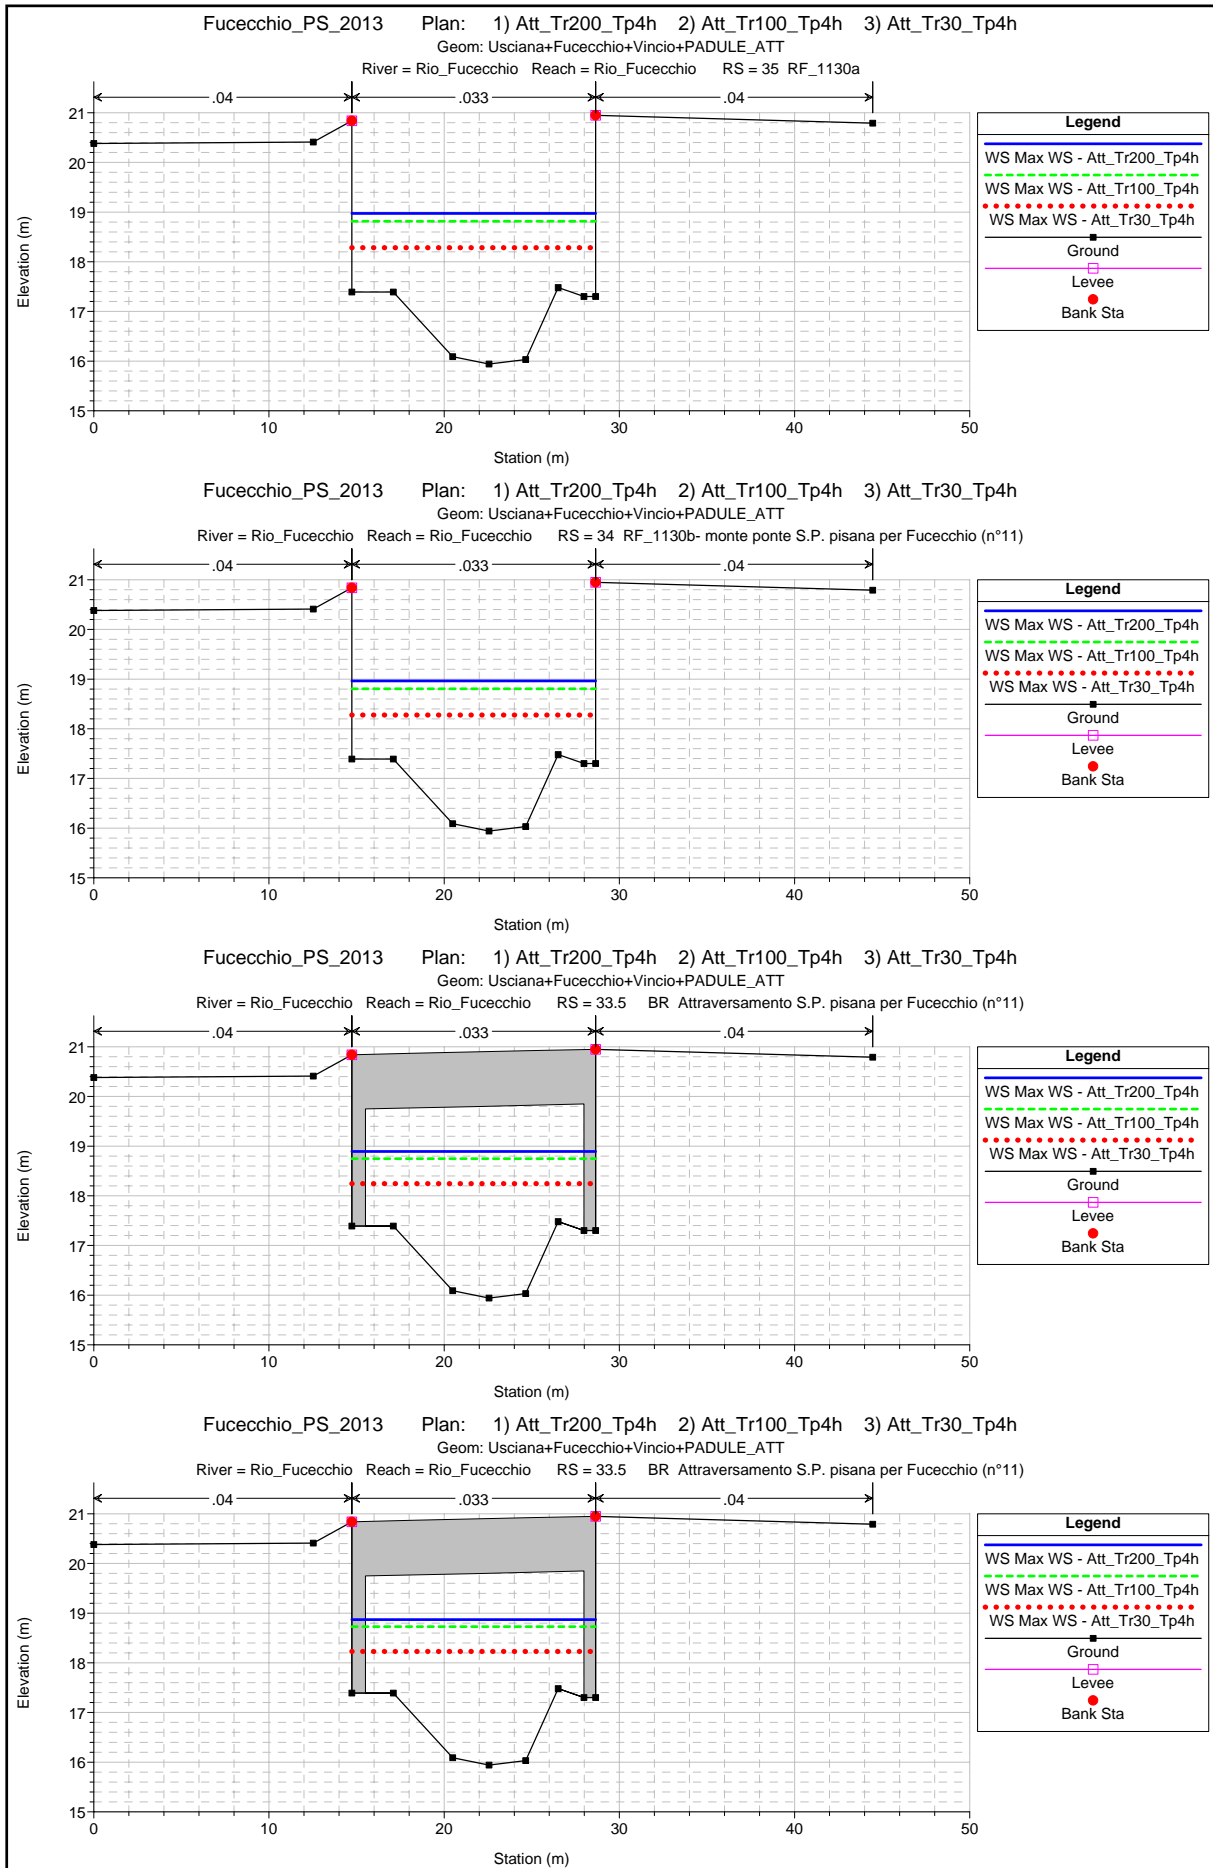 Fucecchio_PS_2013 Plan: 1) Att_Tr200_Tp4h 2) Att_Tr100_Tp4h 3) Att_Tr30_Tp4h
Geom: Usciana+Fucecchio+Vincio+PADULE_ATT
River = Rio_Fucecchio Reach = Rio_Fucecchio RS = 35 RF_1130a
.04 .033 .04
21
20
19
18
17
16
15
Elevation (m)
0 10 20 30 40 50
Station (m)
Legend
WS Max WS - Att_Tr200_Tp4h
WS Max WS - Att_Tr100_Tp4h
WS Max WS - Att_Tr30_Tp4h
Ground
Levee
Bank Sta
Fucecchio_PS_2013 Plan: 1) Att_Tr200_Tp4h 2) Att_Tr100_Tp4h 3) Att_Tr30_Tp4h
Geom: Usciana+Fucecchio+Vincio+PADULE_ATT
River = Rio_Fucecchio Reach = Rio_Fucecchio RS = 34 RF_1130b- monte ponte S.P. pisana per Fucecchio (n°11)
.04 .033 .04
21
20
19
18
17
16
15
Elevation (m)
0 10 20 30 40 50
Station (m)
Legend
WS Max WS - Att_Tr200_Tp4h
WS Max WS - Att_Tr100_Tp4h
WS Max WS - Att_Tr30_Tp4h
Ground
Levee
Bank Sta
Fucecchio_PS_2013 Plan: 1) Att_Tr200_Tp4h 2) Att_Tr100_Tp4h 3) Att_Tr30_Tp4h
Geom: Usciana+Fucecchio+Vincio+PADULE_ATT
River = Rio_Fucecchio Reach = Rio_Fucecchio RS = 33.5 BR Attraversamento S.P. pisana per Fucecchio (n°11)
.04 .033 .04
21
20
19
18
17
16
15
Elevation (m)
0 10 20 30 40 50
Station (m)
Legend
WS Max WS - Att_Tr200_Tp4h
WS Max WS - Att_Tr100_Tp4h
WS Max WS - Att_Tr30_Tp4h
Ground
Levee
Bank Sta
Fucecchio_PS_2013 Plan: 1) Att_Tr200_Tp4h 2) Att_Tr100_Tp4h 3) Att_Tr30_Tp4h
Geom: Usciana+Fucecchio+Vincio+PADULE_ATT
River = Rio_Fucecchio Reach = Rio_Fucecchio RS = 33.5 BR Attraversamento S.P. pisana per Fucecchio (n°11)
.04 .033 .04
21
20
19
18
17
16
15
Elevation (m)
0 10 20 30 40 50
Station (m)
Legend
WS Max WS - Att_Tr200_Tp4h
WS Max WS - Att_Tr100_Tp4h
WS Max WS - Att_Tr30_Tp4h
Ground
Levee
Bank Sta